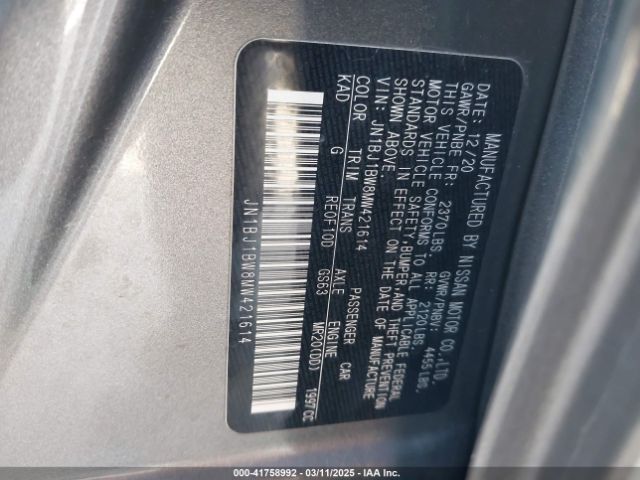 MANUFACTURED BY NISSAN MOTOR CO.,LTD.
DATE: 12/20 GVWR/PNBV: 4455LBS.
GAWR/PNBE FR: 2370LBS. RR: 2120LBS.
THIS VEHICLE CONFORMS TO ALL APPLICABLE FEDERAL
MOTOR VEHICLE SAFETY,BUMPER,AND THEFT PREVENTION
STANDARDS IN EFFECT ON THE DATE OF MANUFACTURE
SHOWN ABOVE.
VIN: JN1BJ1BW8MW421614 PASSENGER CAR
COLOR TRIM TRANS AXLE ENGINE
KAD G RE0F10D GS63 MR20(DD) 1997CC
JN1BJ1BW8MW421614
000-41758992 — 03/11/2025 — IAA Inc.